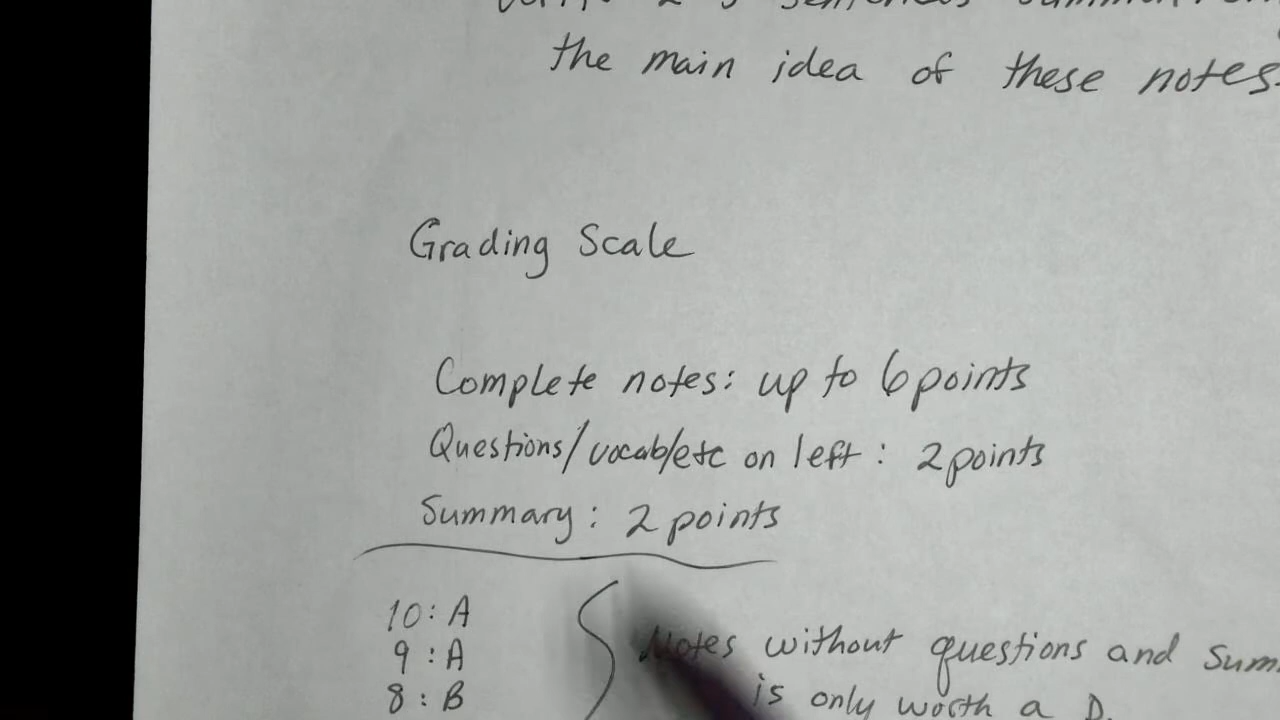 the main idea of these notes.
Grading Scale
Complete notes: up to 6 points
Questions/vocab/etc on left: 2 points
Summary: 2 points
10: A
9: A
8: B
Notes without questions and
is only worth a D.